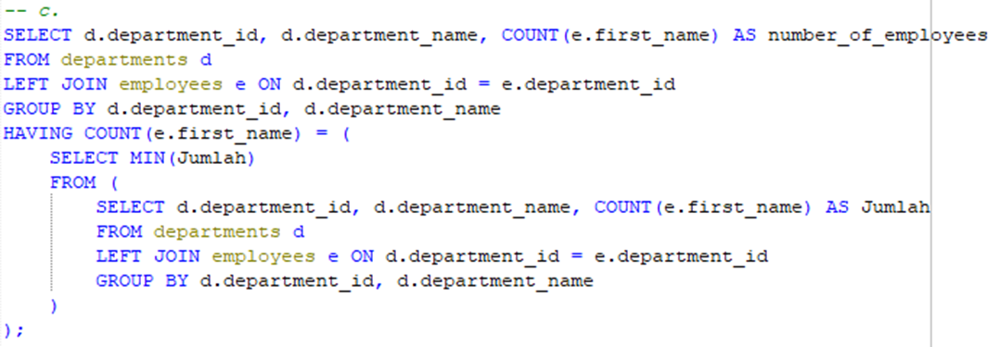 -- c.
SELECT d.department_id, d.department_name, COUNT(e.first_name) AS number_of_employees
FROM departments d
LEFT JOIN employees e ON d.department_id = e.department_id
GROUP BY d.department_id, d.department_name
HAVING COUNT(e.first_name) = (
    SELECT MIN(Jumlah)
    FROM (
        SELECT d.department_id, d.department_name, COUNT(e.first_name) AS Jumlah
        FROM departments d
        LEFT JOIN employees e ON d.department_id = e.department_id
        GROUP BY d.department_id, d.department_name
    )
);